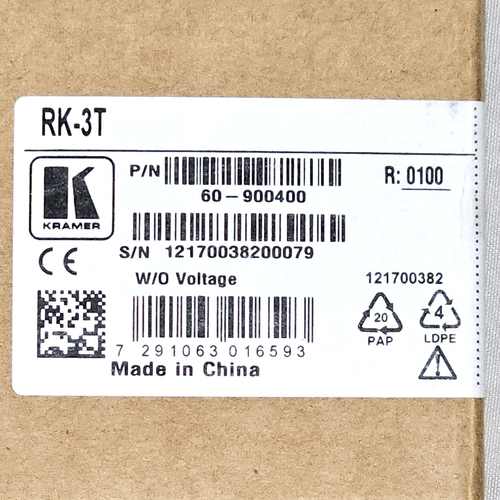 RK-3T
P/N
60-900400
R: 0100
KRAMER
S/N 12170038200079
CE
W/O Voltage
121700382
20
PAP
4
LDPE
7 291063 016593
Made in China